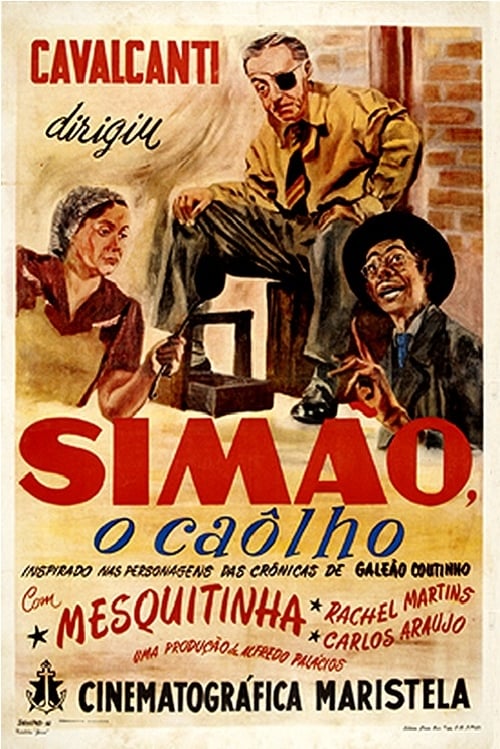 CAVALCANTI
dirigiu
SIMÃO,
o caôlho
INSPIRADO NAS PERSONAGENS DAS CRÔNICAS DE GALEÃO COUTINHO
Com
MESQUITINHA
RACHEL MARTINS
CARLOS ARAUJO
UMA PRODUÇÃO de ALFREDO PALÁCIOS
CINEMATOGRÁFICA MARISTELA